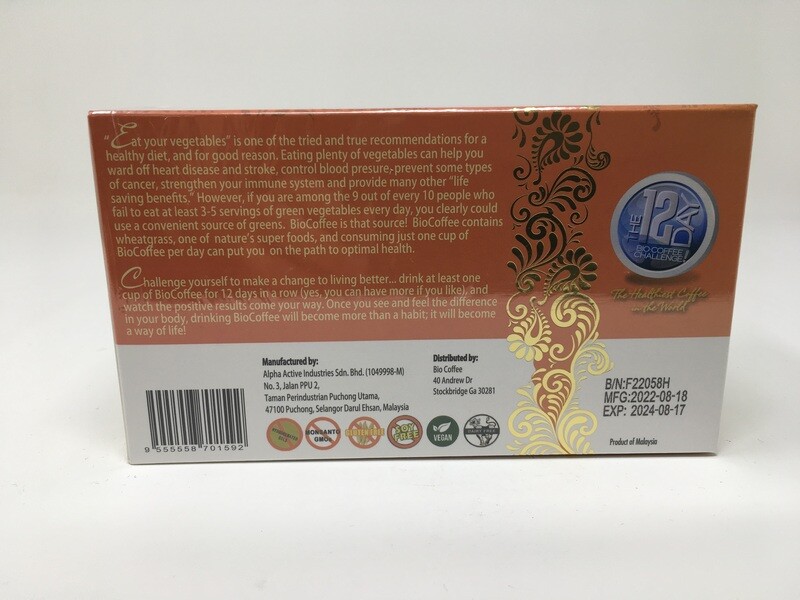 "Eat your vegetables" is one of the tried and true recommendations for a
healthy diet, and for good reason. Eating plenty of vegetables can help you
ward off heart disease and stroke, control blood presure, prevent some types
of cancer, strengthen your immune system and provide many other "life
saving benefits." However, if you are among the 9 out of every 10 people who
fail to eat at least 3-5 servings of green vegetables every day, you clearly could
use a convenient source of greens. BioCoffee is that source! BioCoffee contains
wheatgrass, one of nature's super foods, and consuming just one cup of
BioCoffee per day can put you on the path to optimal health.
Challenge yourself to make a change to living better... drink at least one
cup of BioCoffee for 12 days in a row (yes, you can have more if you like), and
watch the positive results come your way. Once you see and feel the difference
in your body, drinking BioCoffee will become more than a habit; it will become
a way of life!
THE 12 DAY
BIO COFFEE
CHALLENGE!
The Healthiest Coffee
in the World
Manufactured by:
Alpha Active Industries Sdn. Bhd. (1049998-M)
No. 3, Jalan PPU 2,
Taman Perindustrian Puchong Utama,
47100 Puchong, Selangor Darul Ehsan, Malaysia
Distributed by:
Bio Coffee
40 Andrew Dr
Stockbridge Ga 30281
B/N:F22058H
MFG:2022-08-18
EXP: 2024-08-17
Product of Malaysia
9 555558 701592
MONSANTO
GMOs
GLUTEN FREE
SOY
FREE
VEGAN
DAIRY FREE